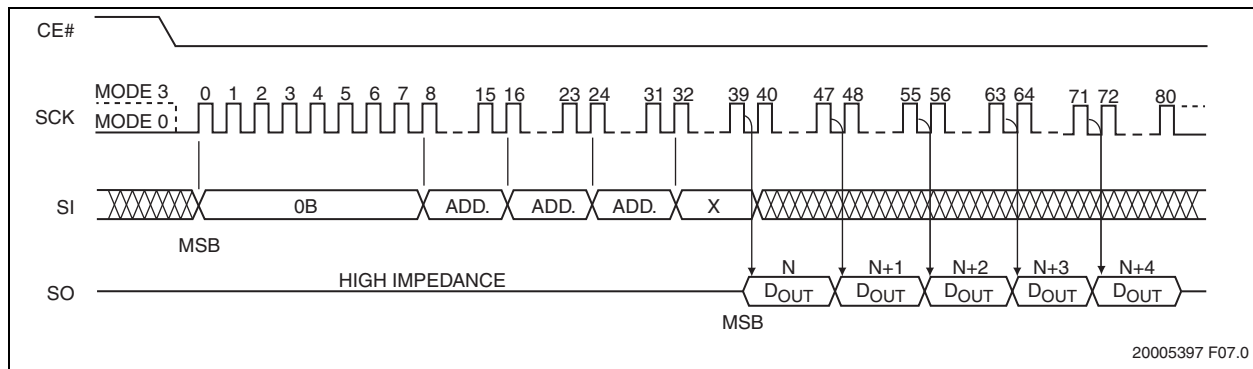 CE#
MODE 3
0 1 2 3 4 5 6 7 8 15 16 23 24 31 32 39 40 47 48 55 56 63 64 71 72 80
SCK
MODE 0
SI
0B ADD. ADD. ADD. X
MSB
HIGH IMPEDANCE
N N+1 N+2 N+3 N+4
SO
DOUT DOUT DOUT DOUT DOUT
MSB
20005397 F07.0